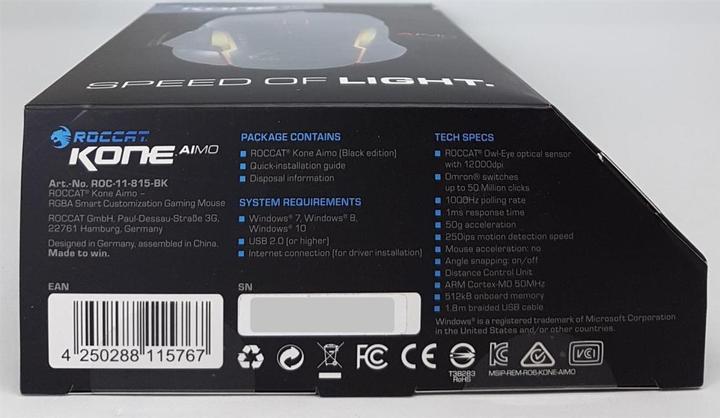 AIMO
SPEED OF LIGHT.
ROCCAT
KONE AIMO
Art.-No. ROC-11-815-BK
ROCCAT® Kone Aimo –
RGBA Smart Customization Gaming Mouse
ROCCAT GmbH, Paul-Dessau-Straße 3G,
22761 Hamburg, Germany
Designed in Germany, assembled in China.
Made to win.
EAN
4 250288 115767
PACKAGE CONTAINS
ROCCAT® Kone Aimo (Black edition)
Quick-installation guide
Disposal information
SYSTEM REQUIREMENTS
Windows® 7, Windows® 8,
Windows® 10
USB 2.0 (or higher)
Internet connection (for driver installation)
SN
TECH SPECS
ROCCAT® Owl-Eye optical sensor
with 12000dpi
Omron® switches
up to 50 Million clicks
1000Hz polling rate
1ms response time
50g acceleration
250ips motion detection speed
Mouse acceleration: no
Angle snapping: on/off
Distance Control Unit
ARM Cortex-M0 50MHz
512kB onboard memory
1.8m braided USB cable
Windows® is a registered trademark of Microsoft Corporation
in the United States and/or other countries.
FC CE
T38283
RoHS
VCI
MSIP-REM-RO6-KONE-AIMO